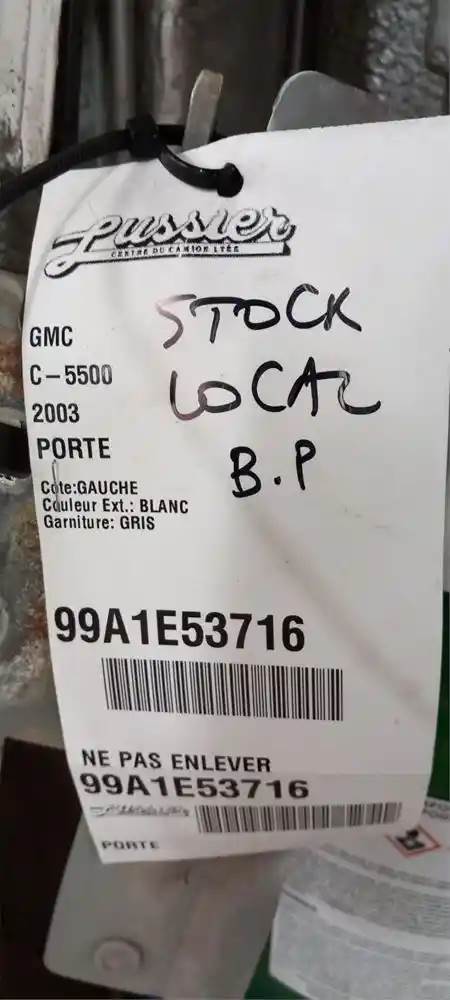 Lussier
CENTRE DU CAMION LTÉE
GMC
STOCK
C-5500
LOCAL
2003
PORTE
B.P
Cote:GAUCHE
Couleur Ext.: BLANC
Garniture: GRIS
99A1E53716
NE PAS ENLEVER
99A1E53716
Lussier
PORTE